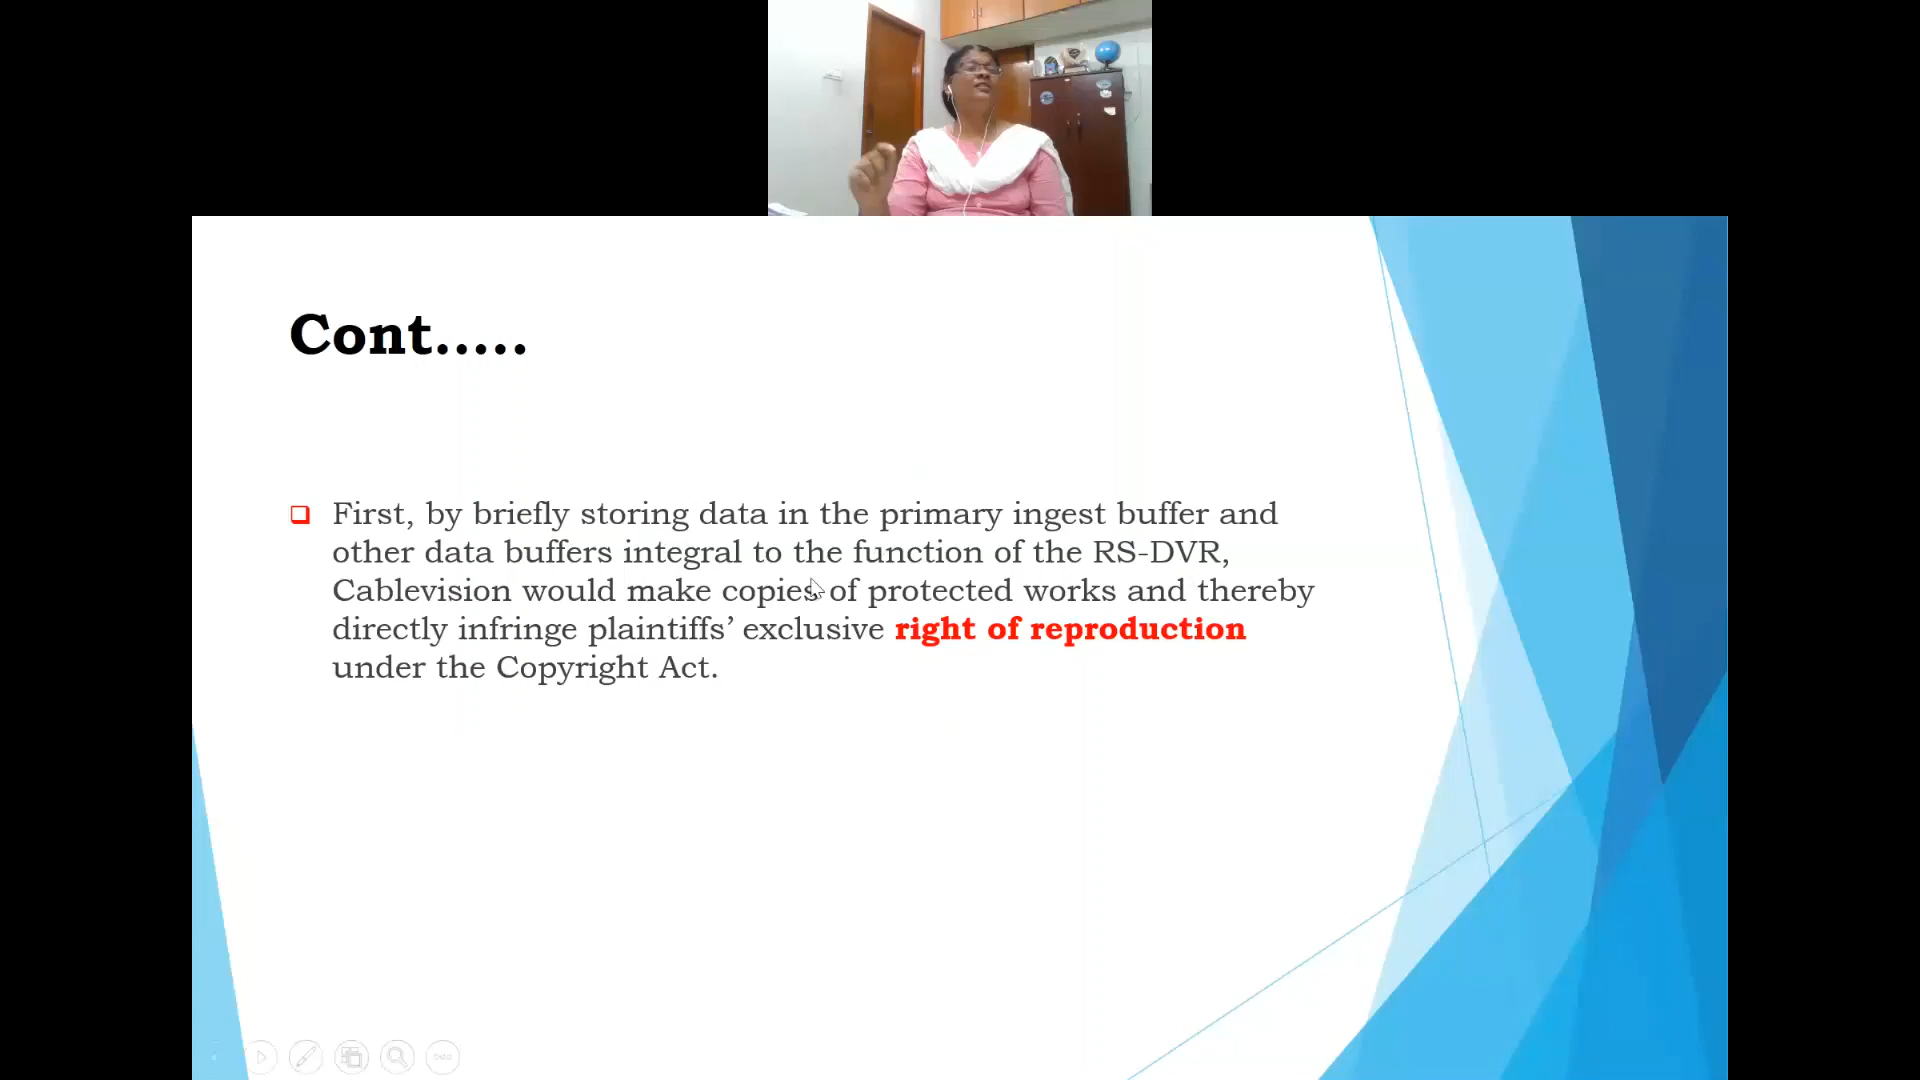 Cont.....
First, by briefly storing data in the primary ingest buffer and
other data buffers integral to the function of the RS-DVR,
Cablevision would make copies of protected works and thereby
directly infringe plaintiffs’ exclusive right of reproduction
under the Copyright Act.